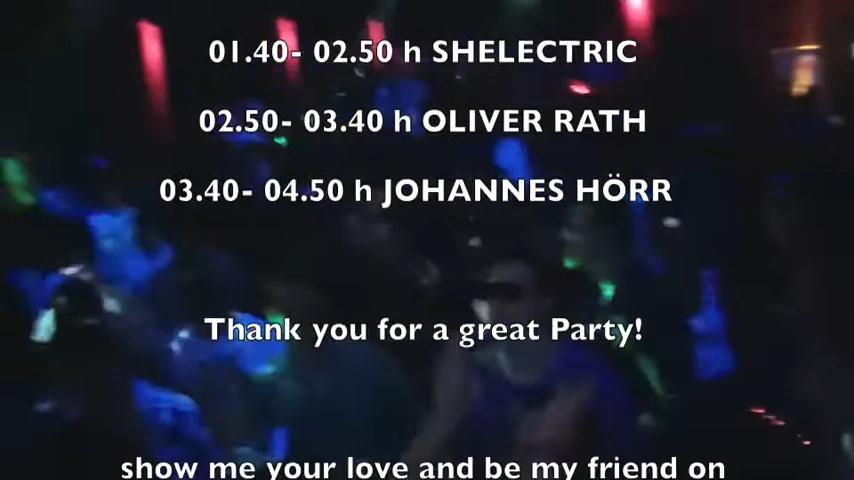 01.40- 02.50 h SHELECTRIC
02.50- 03.40 h OLIVER RATH
03.40- 04.50 h JOHANNES HÖRR
Thank you for a great Party!
show me your love and be my friend on